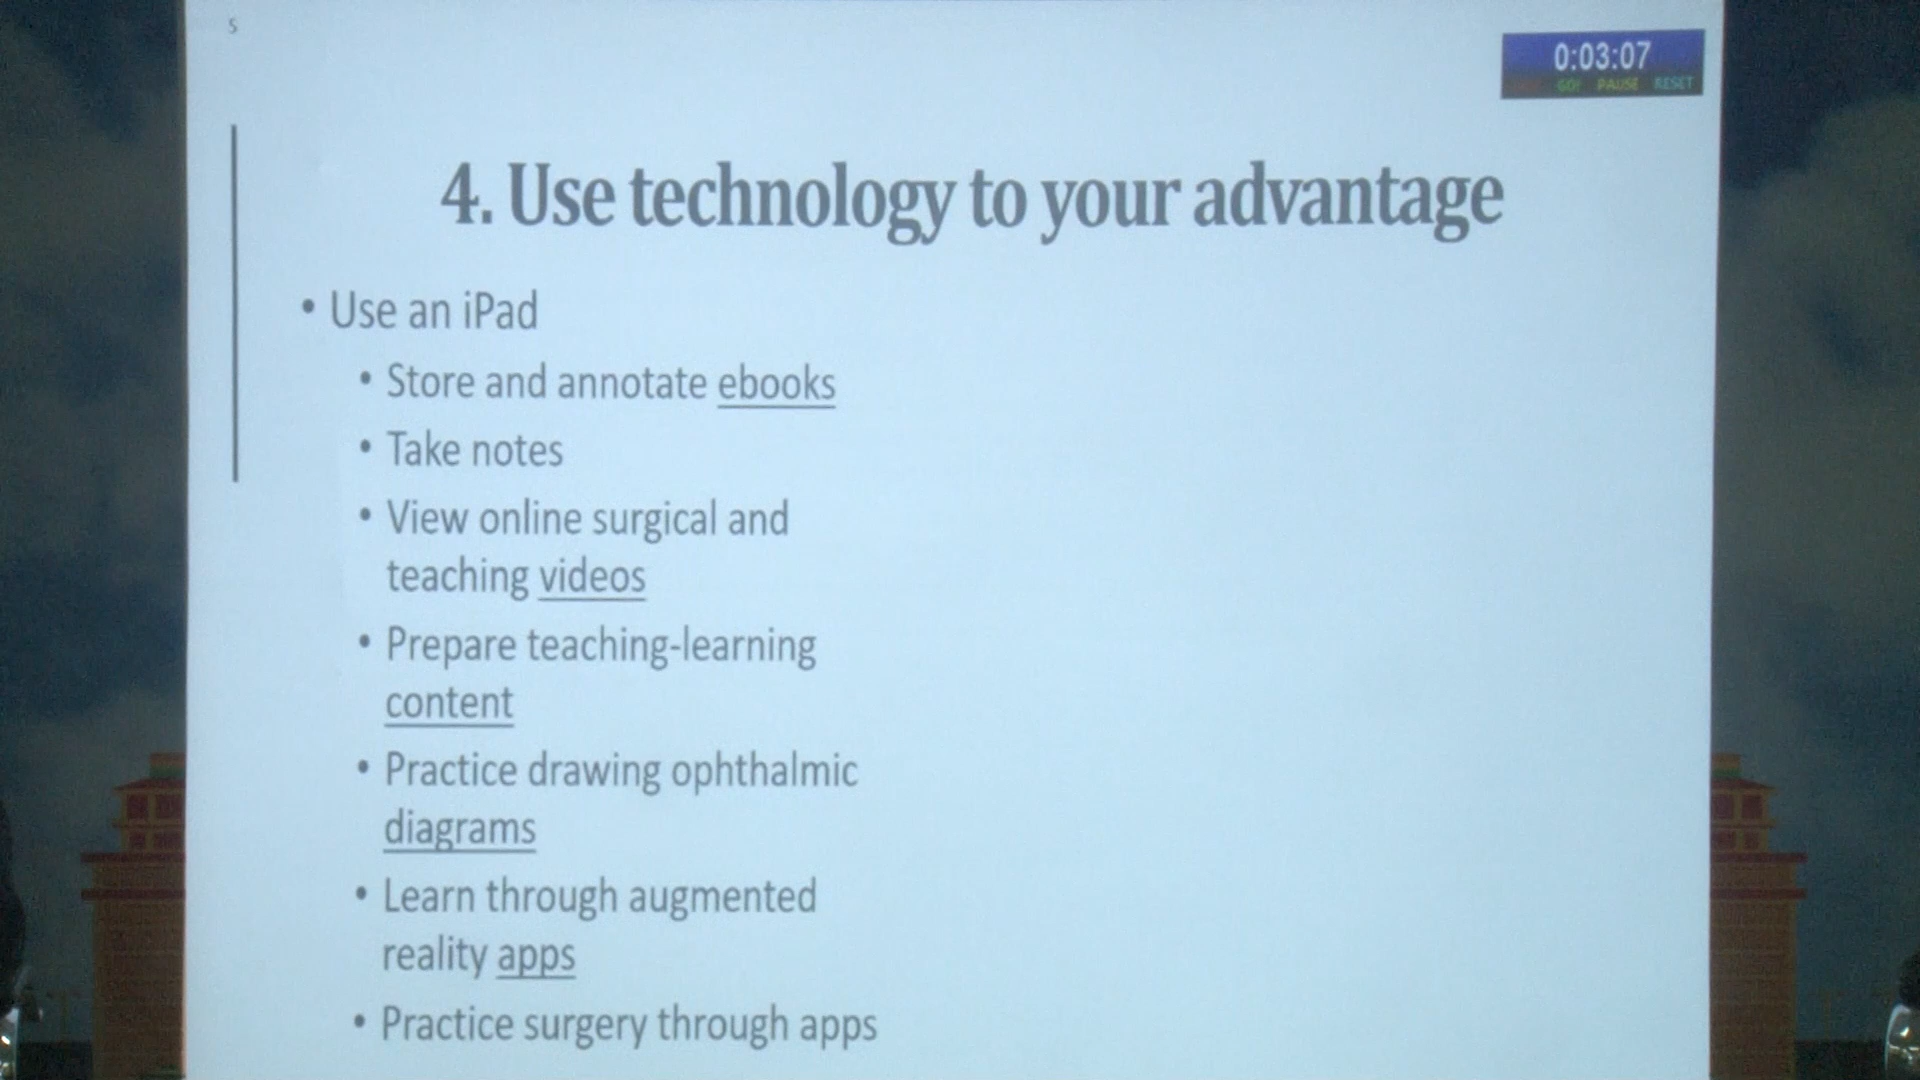 5
0:03:07
GO! PAUSE RESET
4. Use technology to your advantage
• Use an iPad
• Store and annotate ebooks
• Take notes
• View online surgical and
teaching videos
• Prepare teaching-learning
content
• Practice drawing ophthalmic
diagrams
• Learn through augmented
reality apps
• Practice surgery through apps